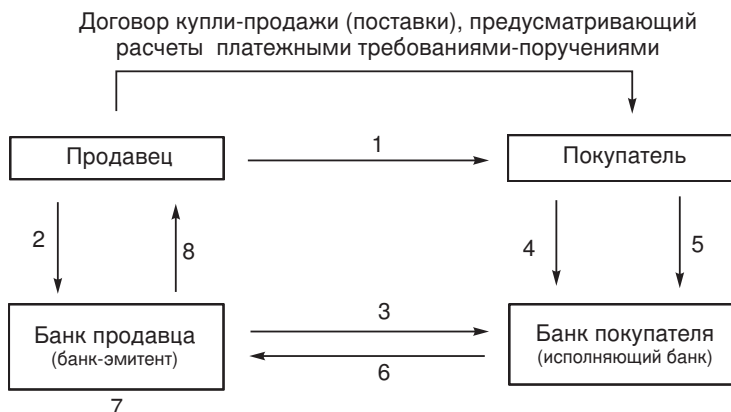 Договор купли-продажи (поставки), предусматривающий
расчеты платежными требованиями-поручениями
Продавец
1
Покупатель
2
8
4
5
Банк продавца
(банк-эмитент)
3
6
Банк покупателя
(исполняющий банк)
7